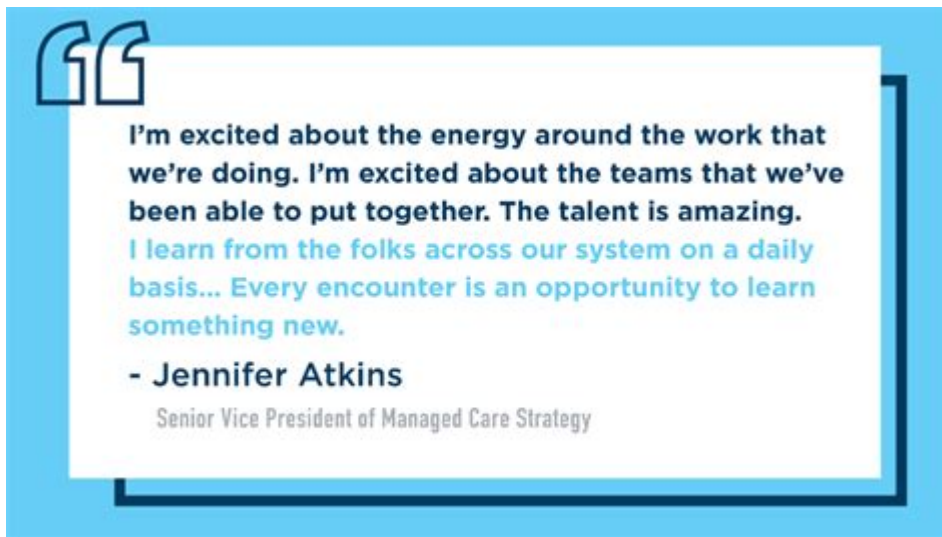 I’m excited about the energy around the work that
we’re doing. I’m excited about the teams that we’ve
been able to put together. The talent is amazing.
I learn from the folks across our system on a daily
basis... Every encounter is an opportunity to learn
something new.
- Jennifer Atkins
Senior Vice President of Managed Care Strategy